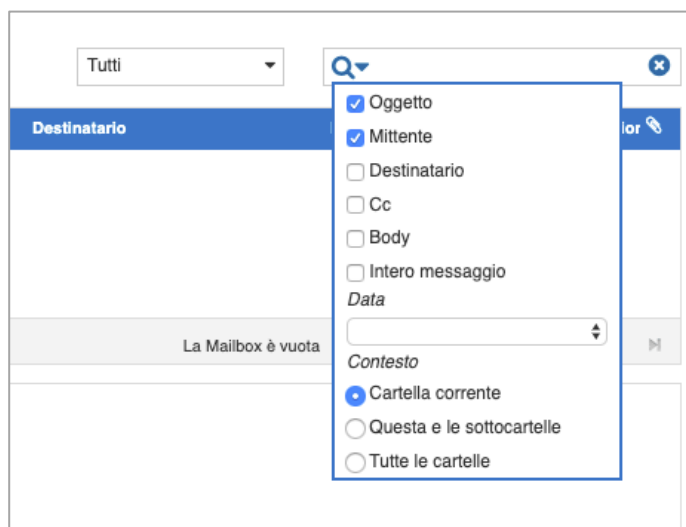 Tutti
Oggetto
Destinatario
Mittente
Destinatario
Cc
Body
Intero messaggio
Data
La Mailbox è vuota
Contesto
Cartella corrente
Questa e le sottocartelle
Tutte le cartelle